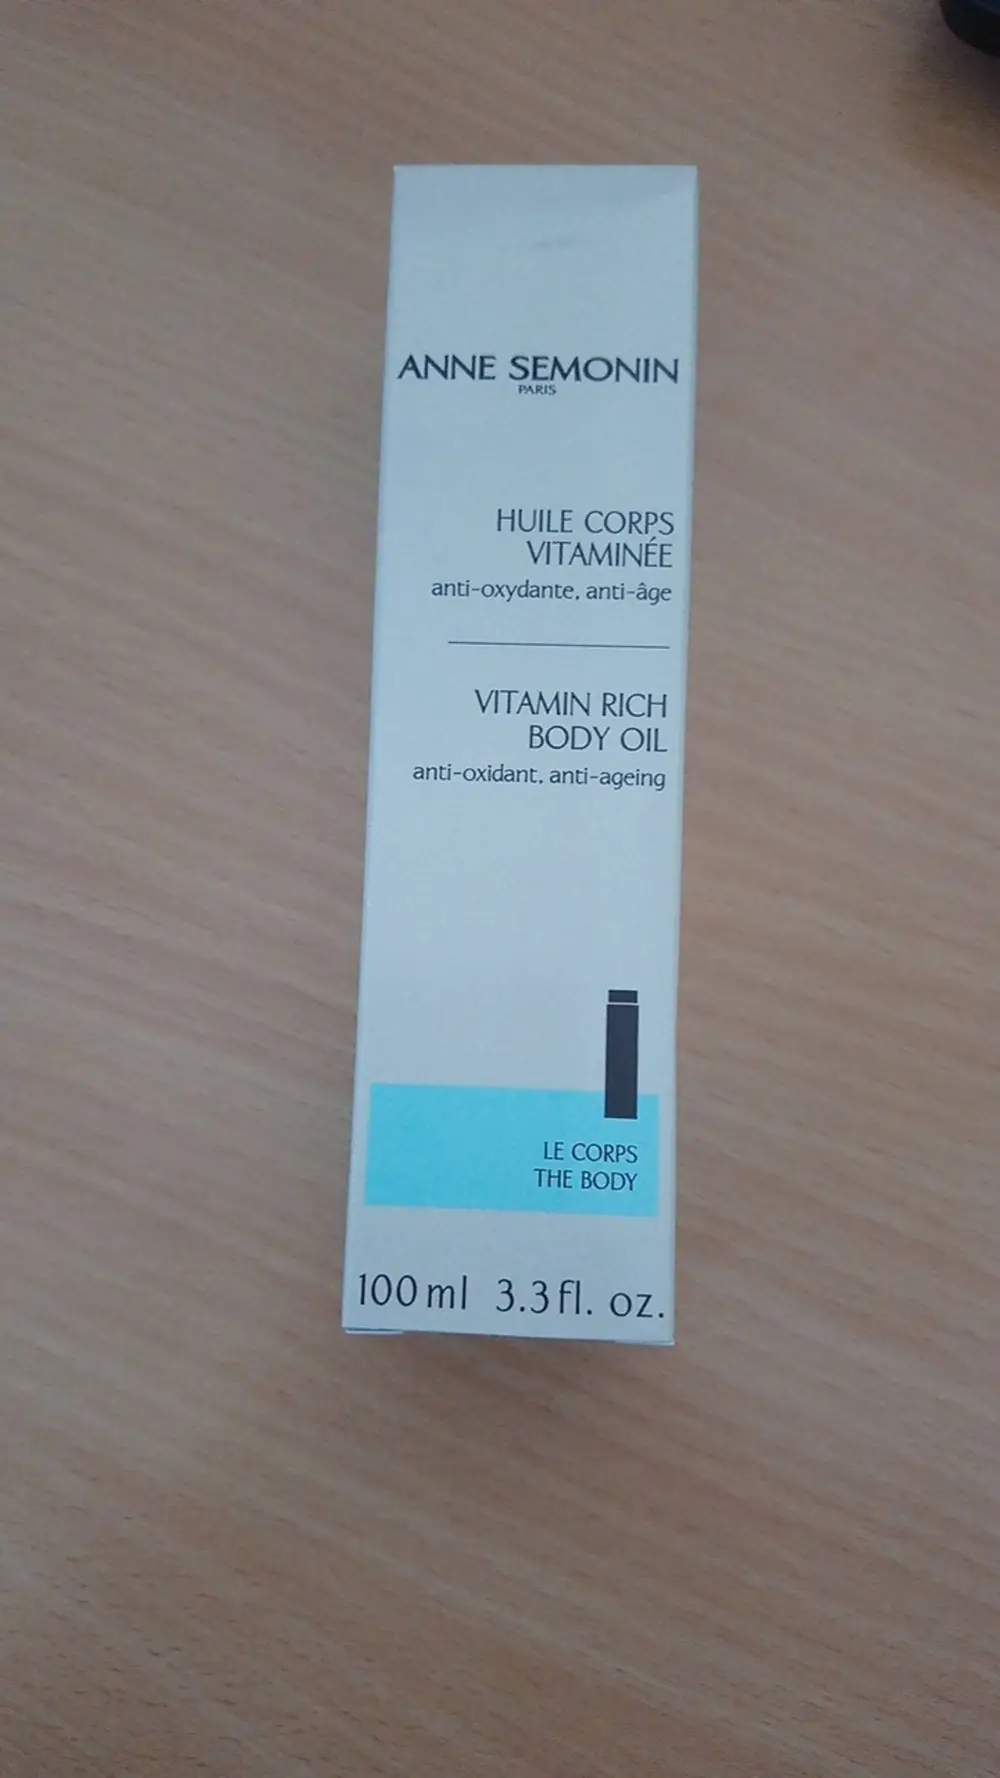 ANNE SEMONIN
PARIS
HUILE CORPS
VITAMINÉE
anti-oxydante, anti-âge
VITAMIN RICH
BODY OIL
anti-oxidant, anti-ageing
LE CORPS
THE BODY
100 ml 3.3 fl. oz.